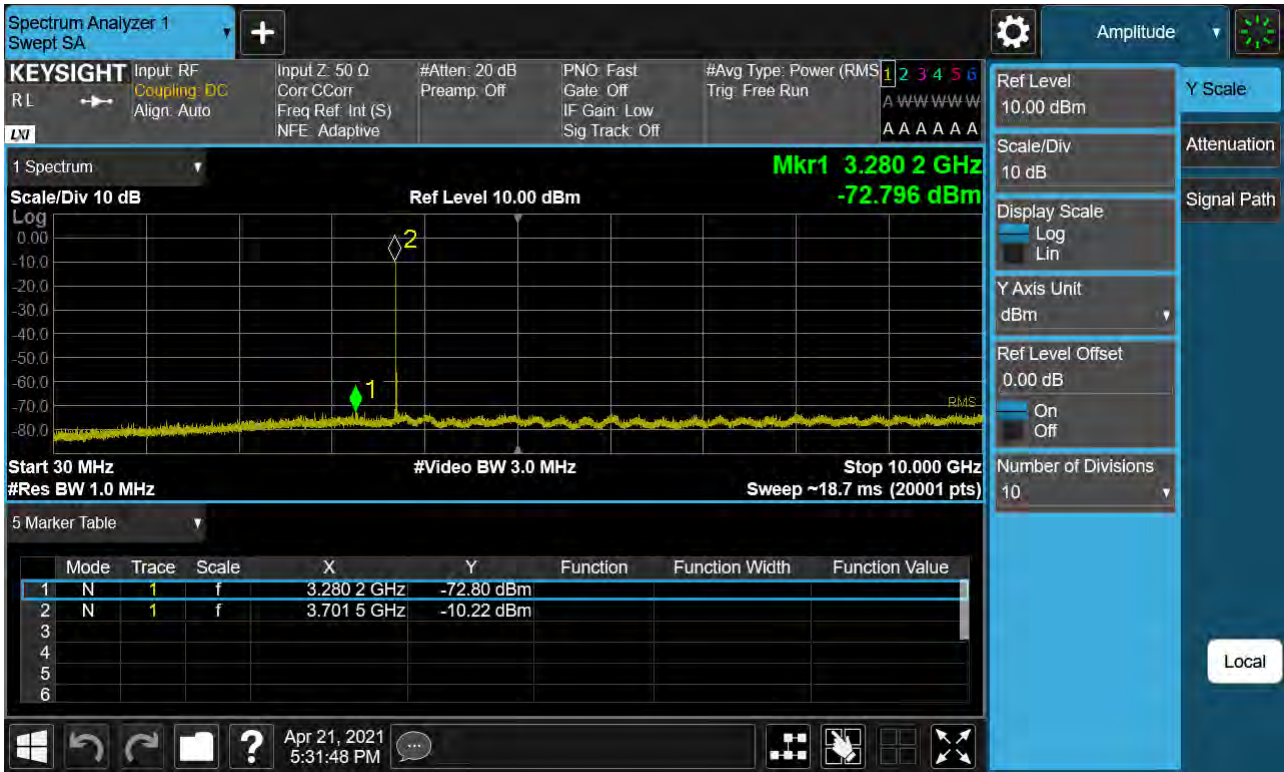 Spectrum Analyzer 1
Swept SA
+
Amplitude
KEYSIGHT
RL
LXI
Input: RF
Coupling: DC
Align: Auto
Input Z: 50 Ω
Corr CCorr
Freq Ref: Int (S)
NFE: Adaptive
#Atten: 20 dB
Preamp: Off
PNO: Fast
Gate: Off
IF Gain: Low
Sig Track: Off
#Avg Type: Power (RMS
Trig: Free Run
1 2 3 4 5 6
A W W W W W
A A A A A A
1 Spectrum
Mkr1 3.280 2 GHz
-72.796 dBm
Scale/Div 10 dB
Ref Level 10.00 dBm
Log
0.00
-10.0
-20.0
-30.0
-40.0
-50.0
-60.0
-70.0
-80.0
2
1
RMS
Start 30 MHz
#Video BW 3.0 MHz
Stop 10.000 GHz
#Res BW 1.0 MHz
Sweep ~18.7 ms (20001 pts)
5 Marker Table
Mode Trace Scale X Y Function Function Width Function Value
1 N 1 f 3.280 2 GHz -72.80 dBm
2 N 1 f 3.701 5 GHz -10.22 dBm
3
4
5
6
Ref Level
10.00 dBm
Scale/Div
10 dB
Display Scale
Log
Lin
Y Axis Unit
dBm
Ref Level Offset
0.00 dB
On
Off
Number of Divisions
10
Y Scale
Attenuation
Signal Path
Local
?
Apr 21, 2021
5:31:48 PM